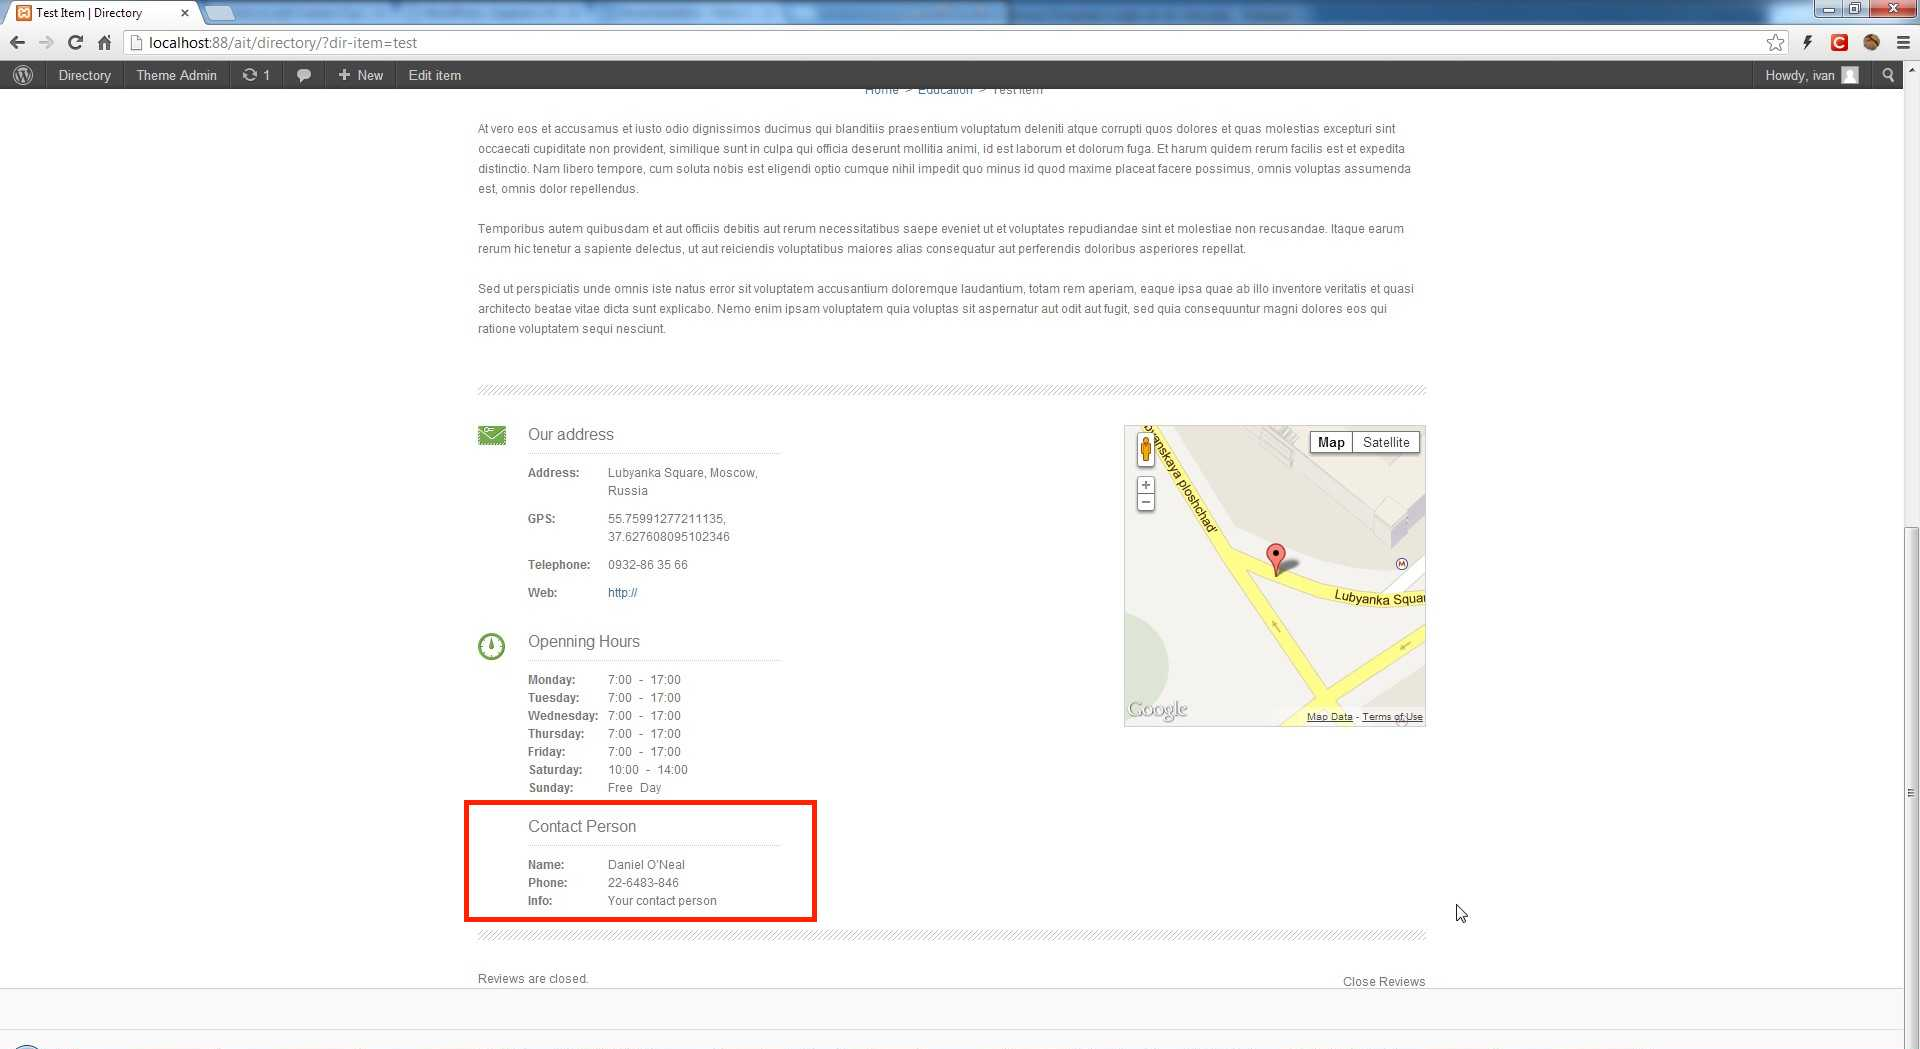 Test Item | Directory
localhost:88/ait/directory/?dir-item=test
Directory Theme Admin 1 New Edit item Howdy, ivan
Home > Education > Test Item
At vero eos et accusamus et iusto odio dignissimos ducimus qui blanditiis praesentium voluptatum deleniti atque corrupti quos dolores et quas molestias excepturi sint
occaecati cupiditate non provident, similique sunt in culpa qui officia deserunt mollitia animi, id est laborum et dolorum fuga. Et harum quidem rerum facilis est et expedita
distinctio. Nam libero tempore, cum soluta nobis est eligendi optio cumque nihil impedit quo minus id quod maxime placeat facere possimus, omnis voluptas assumenda
est, omnis dolor repellendus.
Temporibus autem quibusdam et aut officiis debitis aut rerum necessitatibus saepe eveniet ut et voluptates repudiandae sint et molestiae non recusandae. Itaque earum
rerum hic tenetur a sapiente delectus, ut aut reiciendis voluptatibus maiores alias consequatur aut perferendis doloribus asperiores repellat.
Sed ut perspiciatis unde omnis iste natus error sit voluptatem accusantium doloremque laudantium, totam rem aperiam, eaque ipsa quae ab illo inventore veritatis et quasi
architecto beatae vitae dicta sunt explicabo. Nemo enim ipsam voluptatem quia voluptas sit aspernatur aut odit aut fugit, sed quia consequuntur magni dolores eos qui
ratione voluptatem sequi nesciunt.
Our address
Address: Lubyanka Square, Moscow,
Russia
GPS: 55.75991277211135,
37.627608095102346
Telephone: 0932-86 35 66
Web: http://
Openning Hours
Monday: 7:00 - 17:00
Tuesday: 7:00 - 17:00
Wednesday: 7:00 - 17:00
Thursday: 7:00 - 17:00
Friday: 7:00 - 17:00
Saturday: 10:00 - 14:00
Sunday: Free Day
Contact Person
Name: Daniel O'Neal
Phone: 22-6483-846
Info: Your contact person
Map Satellite
byanskaya ploshchad'
M
Lubyanka Squar
Google
Map Data - Terms of Use
Reviews are closed.
Close Reviews